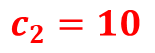 c₂ = 10